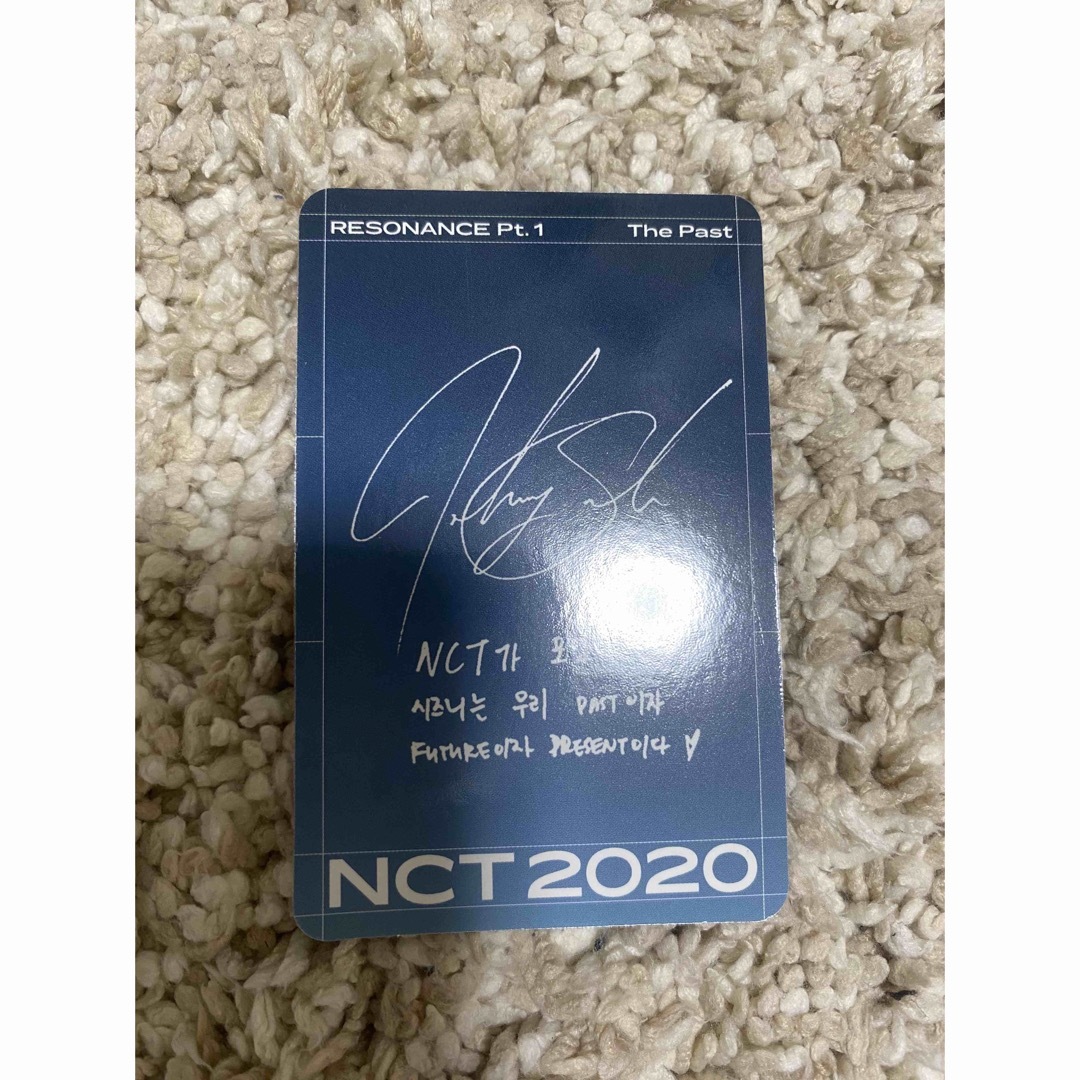 RESONANCE Pt. 1 The Past
Johnny Suh
NCT가
시즈니는 우리 PAST이자
FUTURE이자 PRESENT이다
NCT 2020